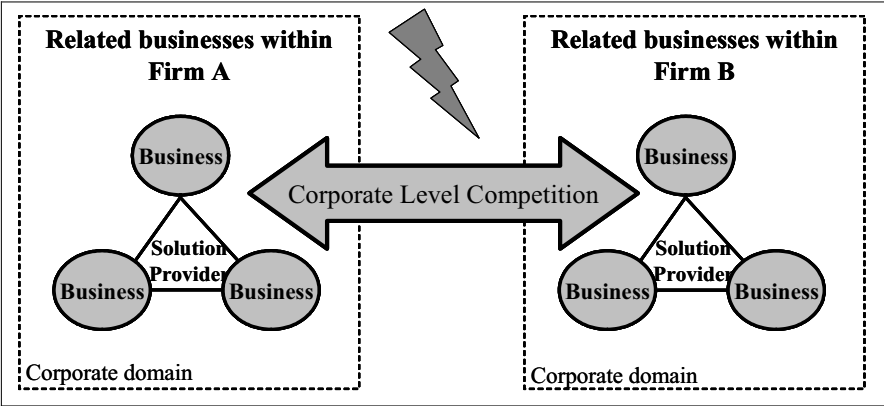 Related businesses within
Firm A
Business
Solution
Provider
Business
Business
Corporate domain
Corporate Level Competition
Related businesses within
Firm B
Business
Solution
Provider
Business
Business
Corporate domain